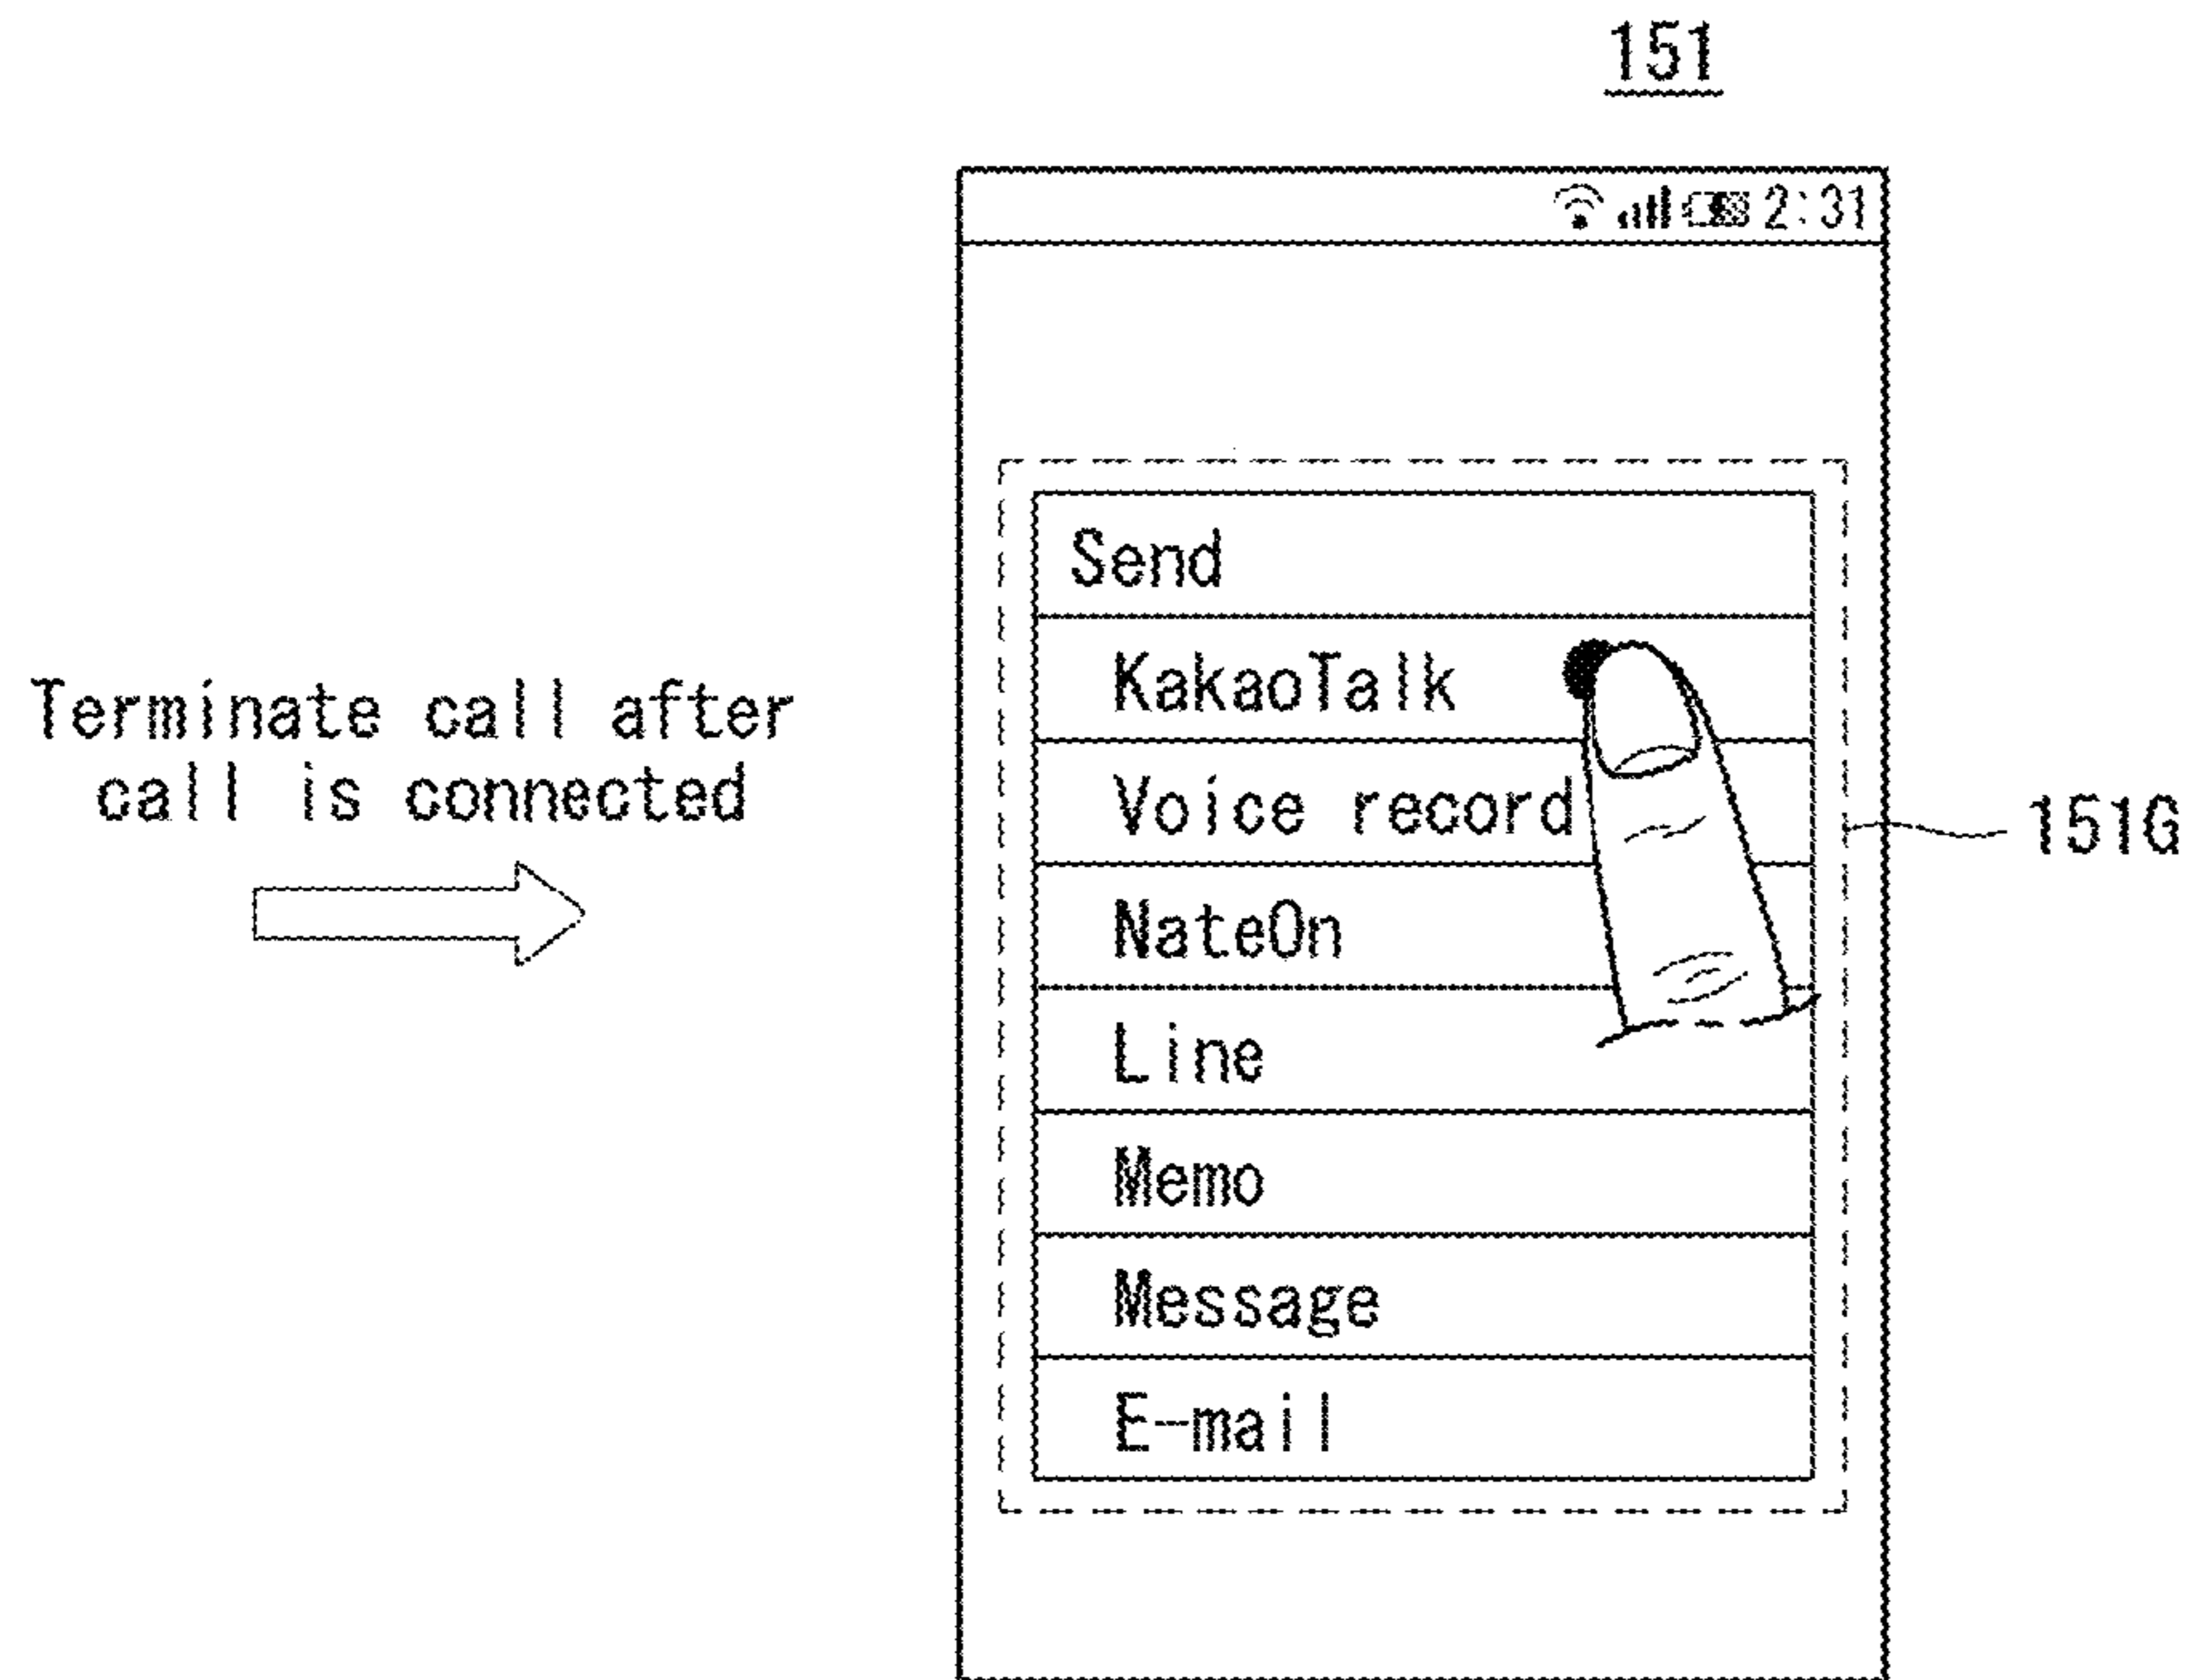 151
2:31
Send
KakaoTalk
Terminate call after
call is connected
Voice record
151G
NateOn
Line
Memo
Message
E-mail